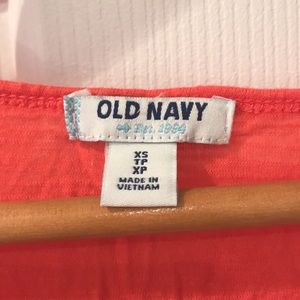 OLD NAVY
Est. 1994
XS
TP
XP
MADE IN
VIETNAM